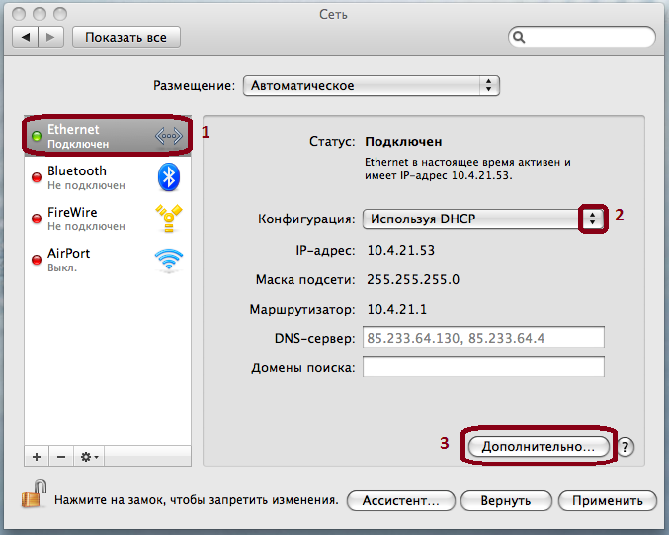 Сеть
Показать все
Размещение: Автоматическое
Ethernet
Подключен
1
Bluetooth
Не подключен
FireWire
Не подключен
AirPort
Выкл.
Статус: Подключен
Ethernet в настоящее время активен и
имеет IP-адрес 10.4.21.53.
Конфигурация: Используя DHCP 2
IP-адрес: 10.4.21.53
Маска подсети: 255.255.255.0
Маршрутизатор: 10.4.21.1
DNS-сервер: 85.233.64.130, 85.233.64.4
Домены поиска:
3 Дополнительно... ?
Нажмите на замок, чтобы запретить изменения. Ассистент... Вернуть Применить